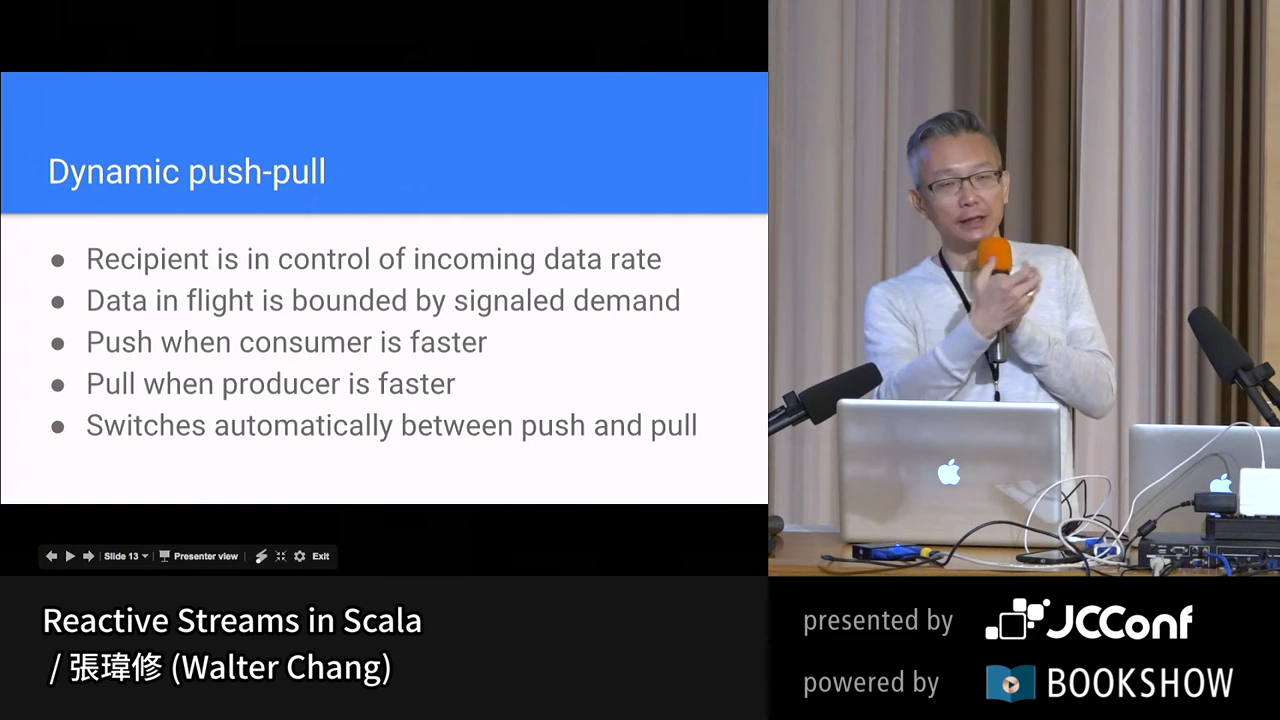 Dynamic push-pull
● Recipient is in control of incoming data rate
● Data in flight is bounded by signaled demand
● Push when consumer is faster
● Pull when producer is faster
● Switches automatically between push and pull
Slide 13
Presenter view
Exit
Reactive Streams in Scala
/ 張瑋修 (Walter Chang)
presented by JCConf
powered by BOOKSHOW